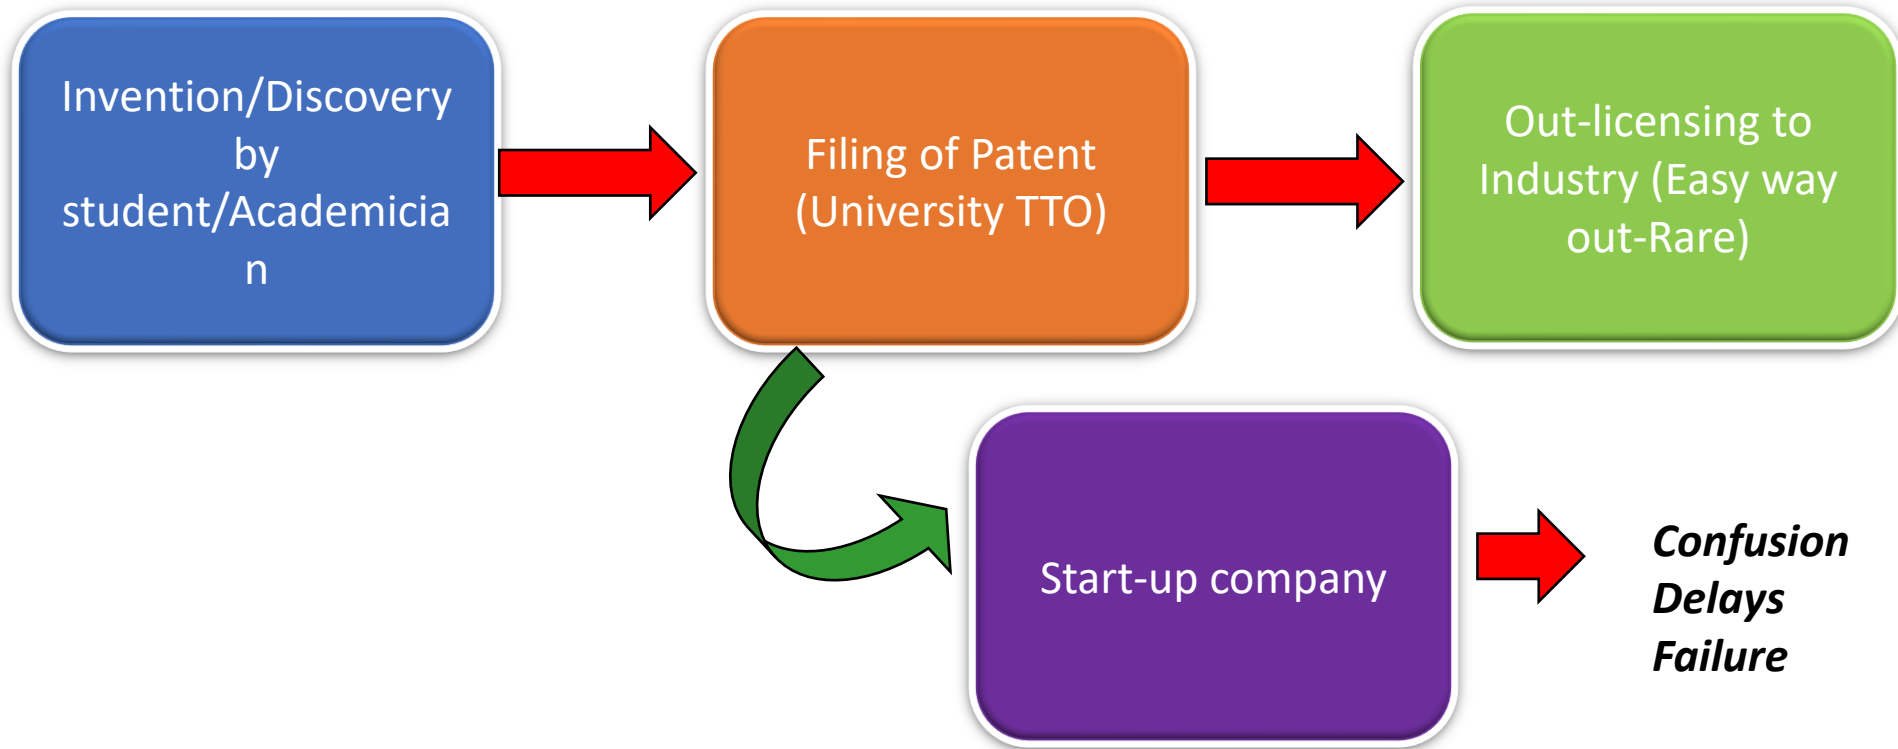 Invention/Discovery
by
student/Academicia
n
Filing of Patent
(University TTO)
Out-licensing to
Industry (Easy way
out-Rare)
Start-up company
Confusion
Delays
Failure